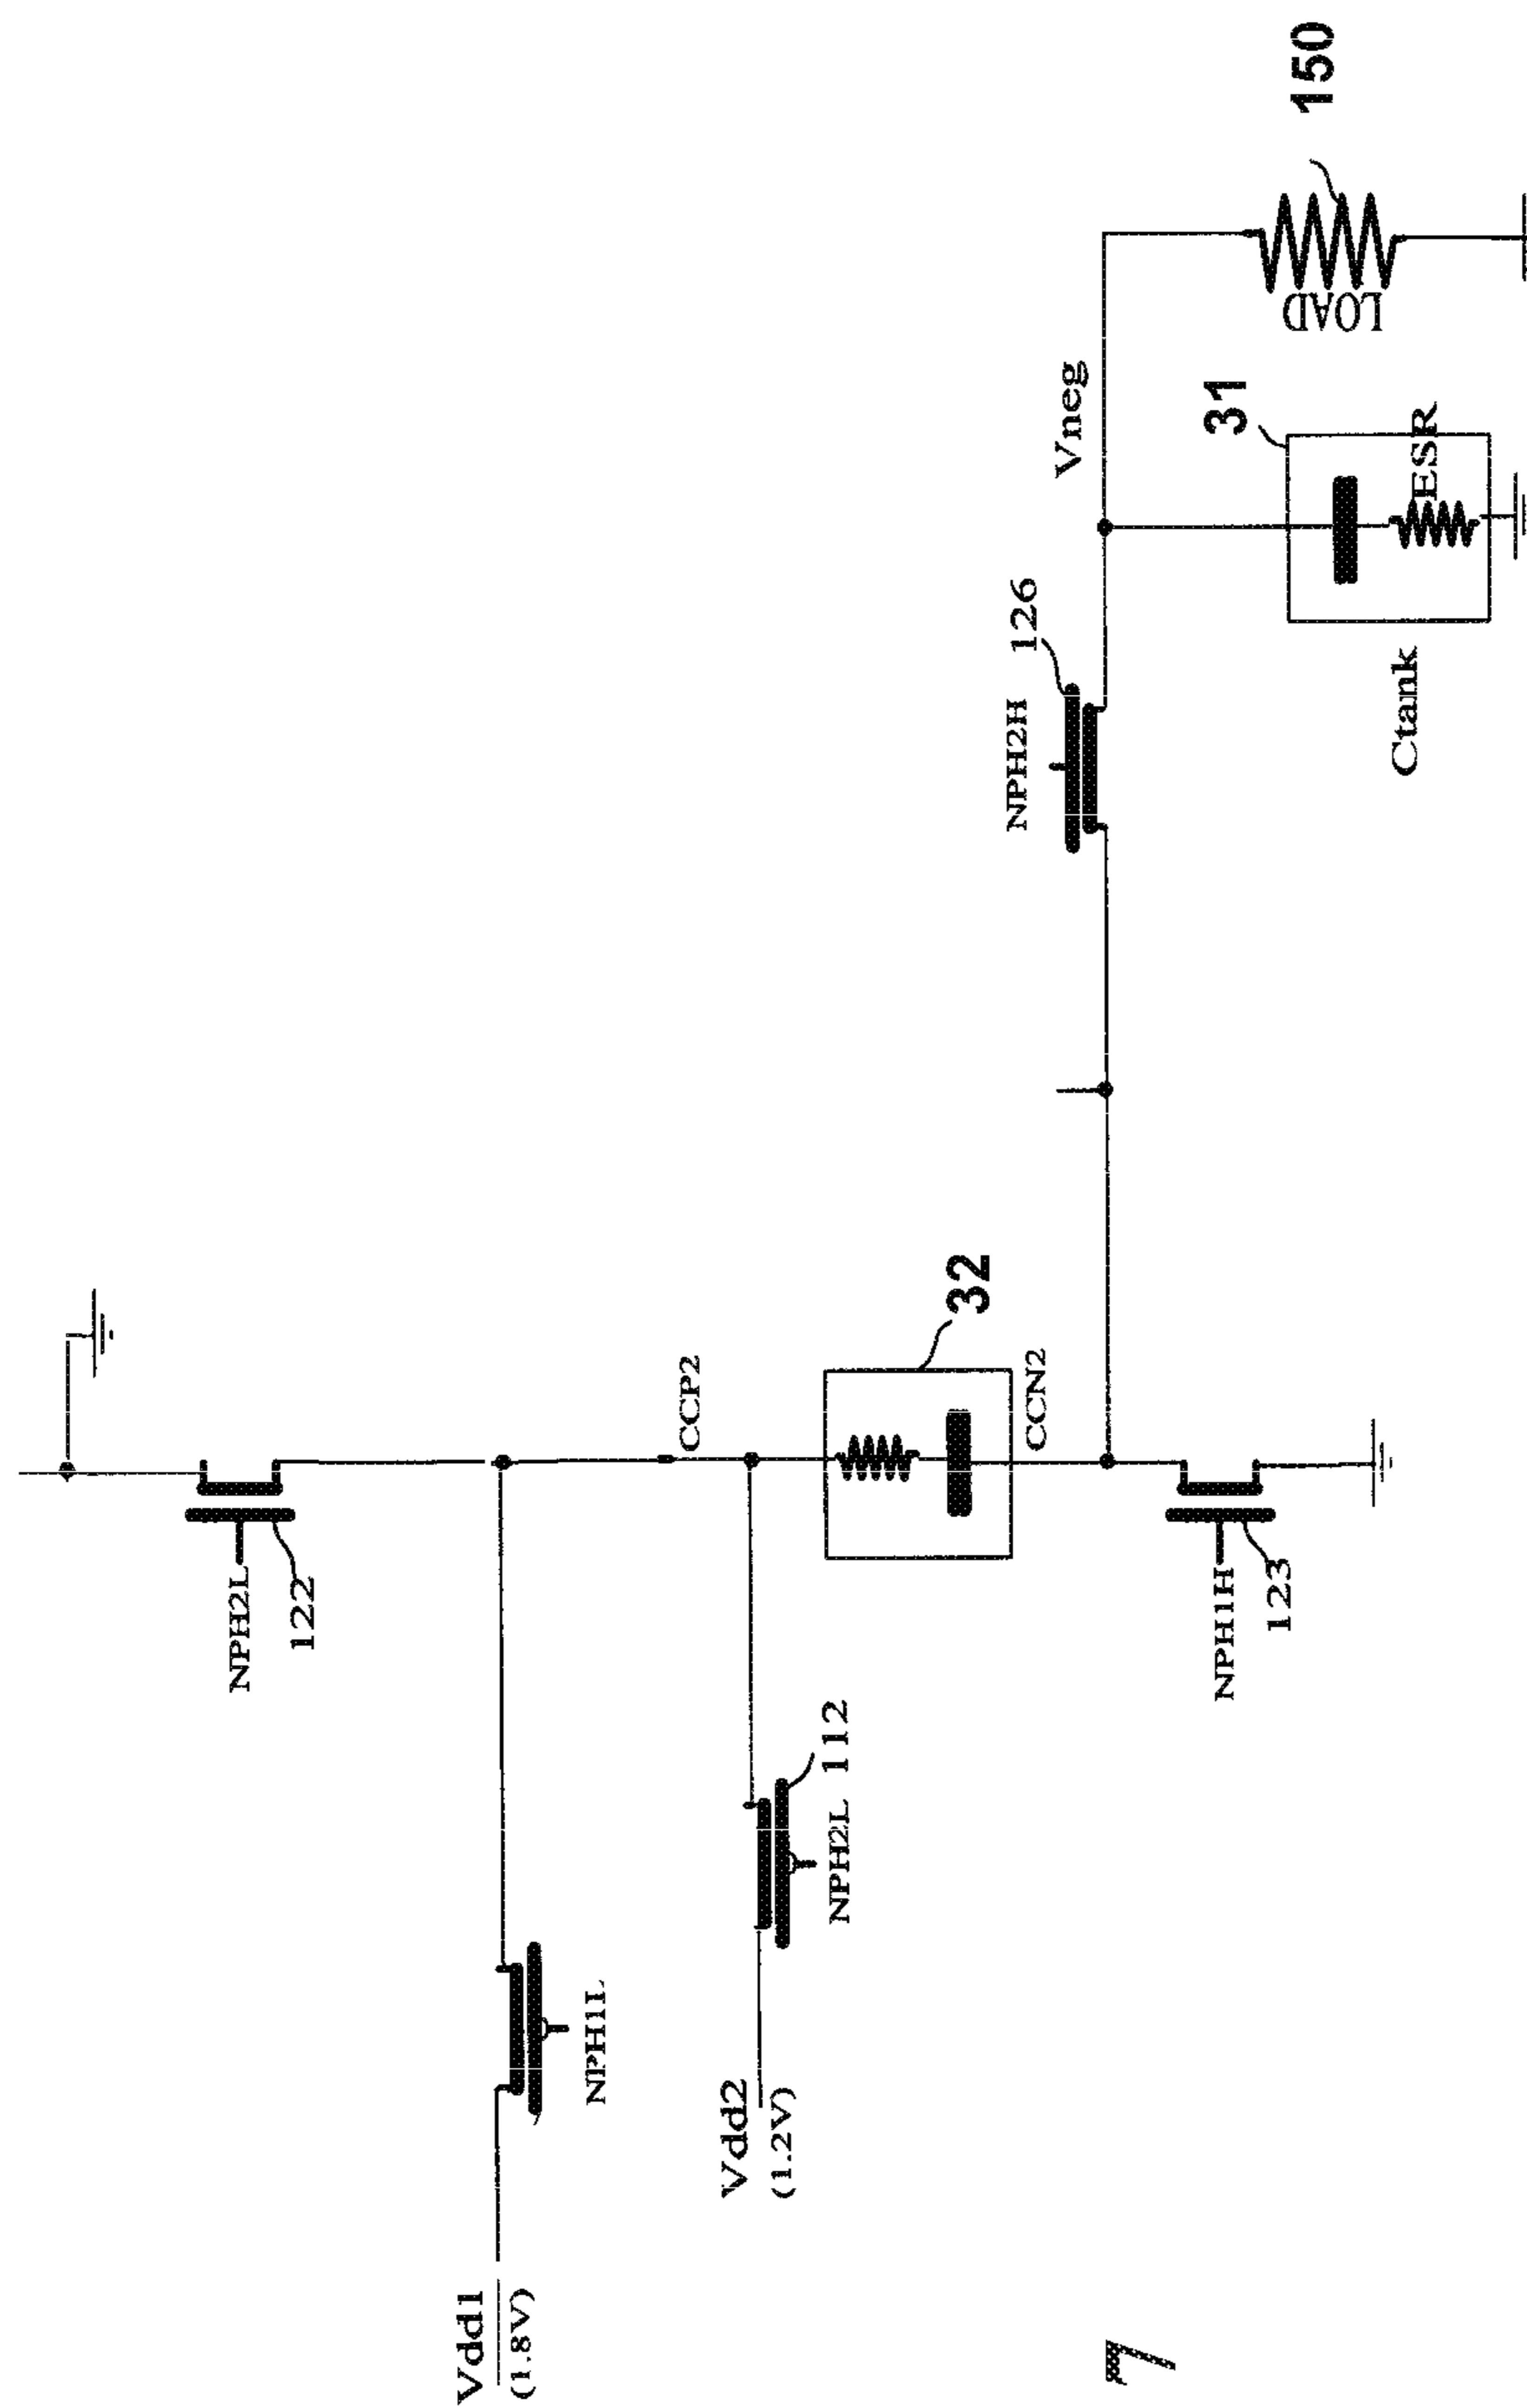 NPH2L
122
Vdd1
(1.8V)
NPH1L
CCP2
Vdd2
(1.2V)
NPH2L 112
32
CCN2
NPH1H
123
NPH2H
126
Vneg
31
ESR
Ctank
LOAD
150
7